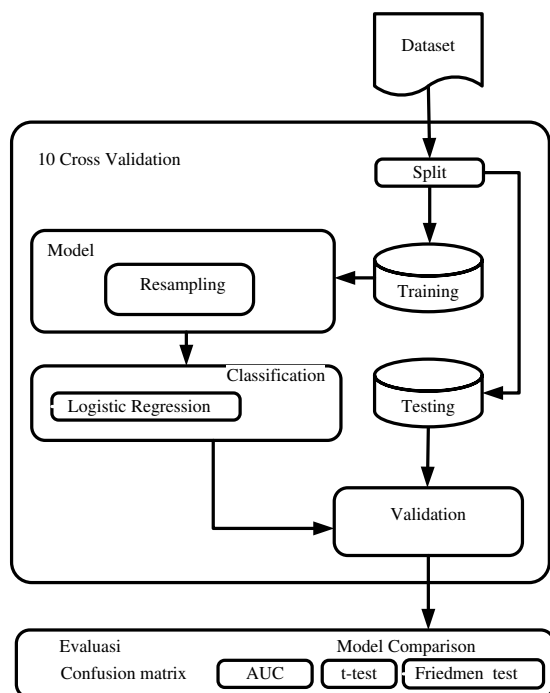 Dataset
10 Cross Validation
Split
Model
Resampling
Training
Classification
Logistic Regression
Testing
Validation
Evaluasi Model Comparison
Confusion matrix AUC t-test Friedmen test